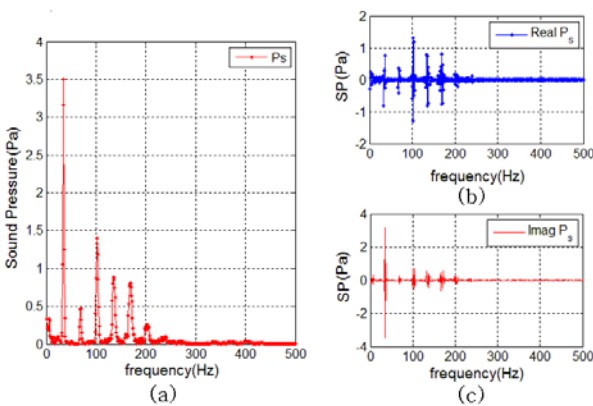 4
3.5
3
2.5
2
1.5
1
0.5
0
Sound Pressure(Pa)
Ps
0 100 200 300 400 500
frequency(Hz)
(a)
2
1
0
-1
-2
SP(Pa)
Real Ps
0 100 200 300 400 500
frequency(Hz)
(b)
4
2
0
-2
-4
SP(Pa)
Imag Ps
0 100 200 300 400 500
frequency(Hz)
(c)